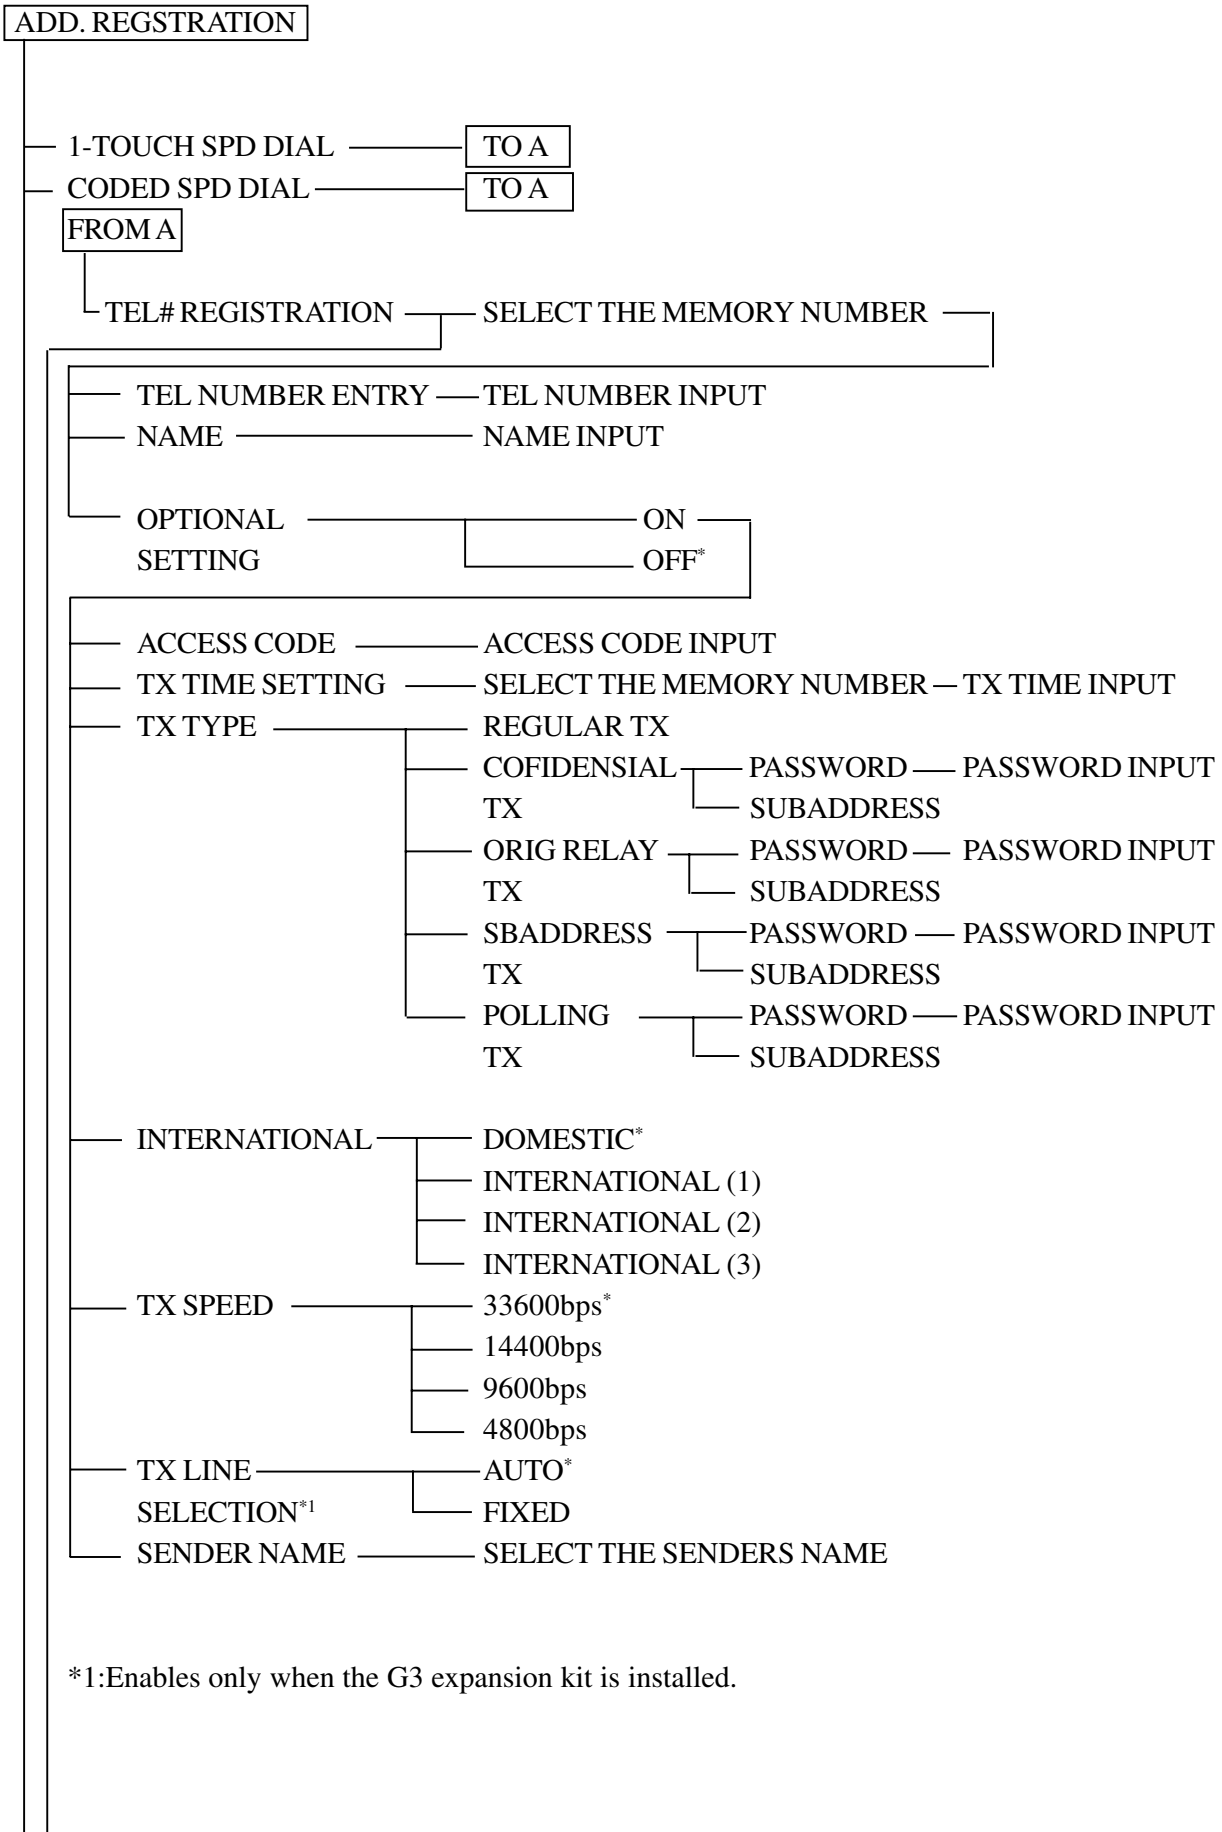 ADD. REGSTRATION
1-TOUCH SPD DIAL TO A
CODED SPD DIAL TO A
FROM A
TEL# REGISTRATION SELECT THE MEMORY NUMBER
TEL NUMBER ENTRY TEL NUMBER INPUT
NAME NAME INPUT
OPTIONAL ON
SETTING OFF*
ACCESS CODE ACCESS CODE INPUT
TX TIME SETTING SELECT THE MEMORY NUMBER TX TIME INPUT
TX TYPE REGULAR TX
COFIDENSIAL PASSWORD PASSWORD INPUT
TX SUBADDRESS
ORIG RELAY PASSWORD PASSWORD INPUT
TX SUBADDRESS
SBADDRESS PASSWORD PASSWORD INPUT
TX SUBADDRESS
POLLING PASSWORD PASSWORD INPUT
TX SUBADDRESS
INTERNATIONAL DOMESTIC*
INTERNATIONAL (1)
INTERNATIONAL (2)
INTERNATIONAL (3)
TX SPEED 33600bps*
14400bps
9600bps
4800bps
TX LINE AUTO*
SELECTION*1 FIXED
SENDER NAME SELECT THE SENDERS NAME
*1:Enables only when the G3 expansion kit is installed.